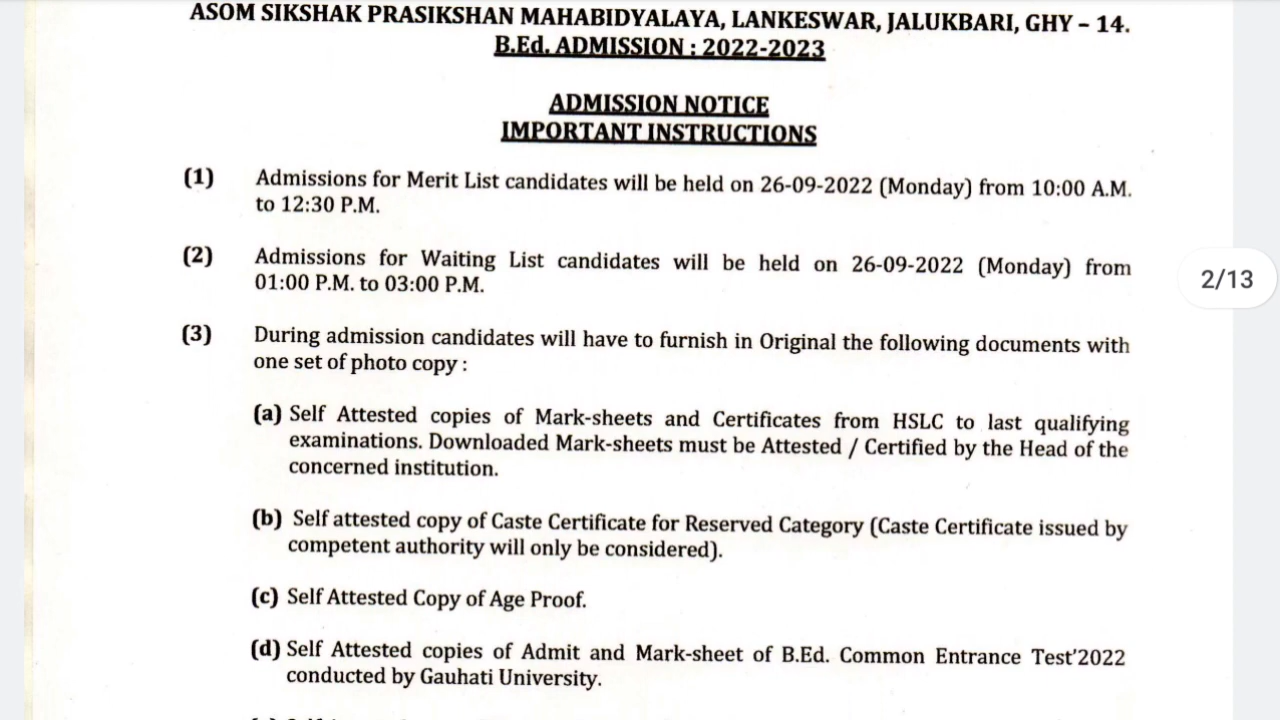 ASOM SIKSHAK PRASIKSHAN MAHABIDYALAYA, LANKESWAR, JALUKBARI, GHY – 14.
B.Ed. ADMISSION : 2022-2023
ADMISSION NOTICE
IMPORTANT INSTRUCTIONS
(1) Admissions for Merit List candidates will be held on 26-09-2022 (Monday) from 10:00 A.M.
to 12:30 P.M.
(2) Admissions for Waiting List candidates will be held on 26-09-2022 (Monday) from
01:00 P.M. to 03:00 P.M.
2/13
(3) During admission candidates will have to furnish in Original the following documents with
one set of photo copy :
(a) Self Attested copies of Mark-sheets and Certificates from HSLC to last qualifying
examinations. Downloaded Mark-sheets must be Attested / Certified by the Head of the
concerned institution.
(b) Self attested copy of Caste Certificate for Reserved Category (Caste Certificate issued by
competent authority will only be considered).
(c) Self Attested Copy of Age Proof.
(d) Self Attested copies of Admit and Mark-sheet of B.Ed. Common Entrance Test’2022
conducted by Gauhati University.